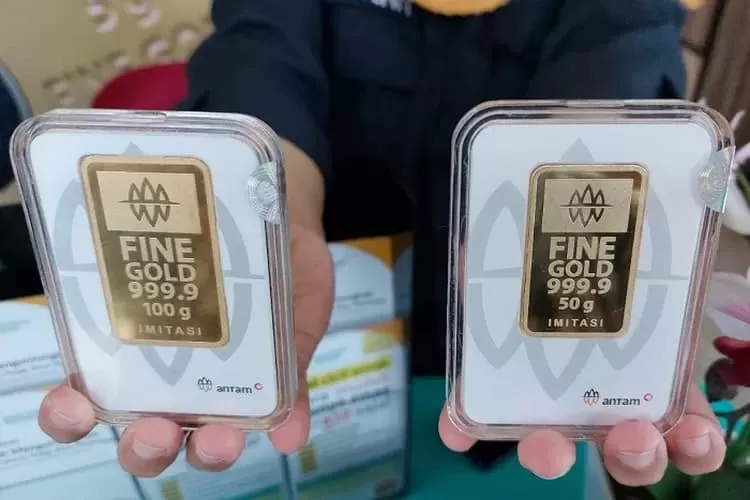 FINE
GOLD
999.9
100 g
IMITASI
antam
FINE
GOLD
999.9
50 g
IMITASI
antam